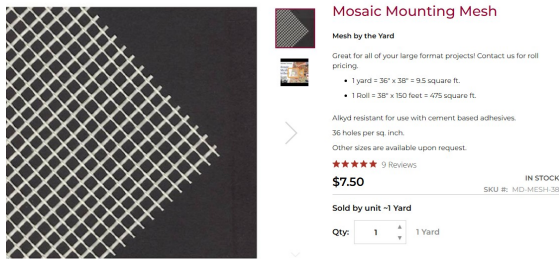 Mosaic Mounting Mesh
Mesh by the Yard
Great for all of your large format projects! Contact us for roll
pricing.
• 1 yard = 36" x 38" = 9.5 square ft.
• 1 Roll = 38" x 150 feet = 475 square ft.
Alkyd resistant for use with cement based adhesives.
36 holes per sq. inch.
Other sizes are available upon request.
9 Reviews
$7.50
IN STOCK
SKU #: MD-MESH-38
Sold by unit ~1 Yard
Qty: 1 1 Yard